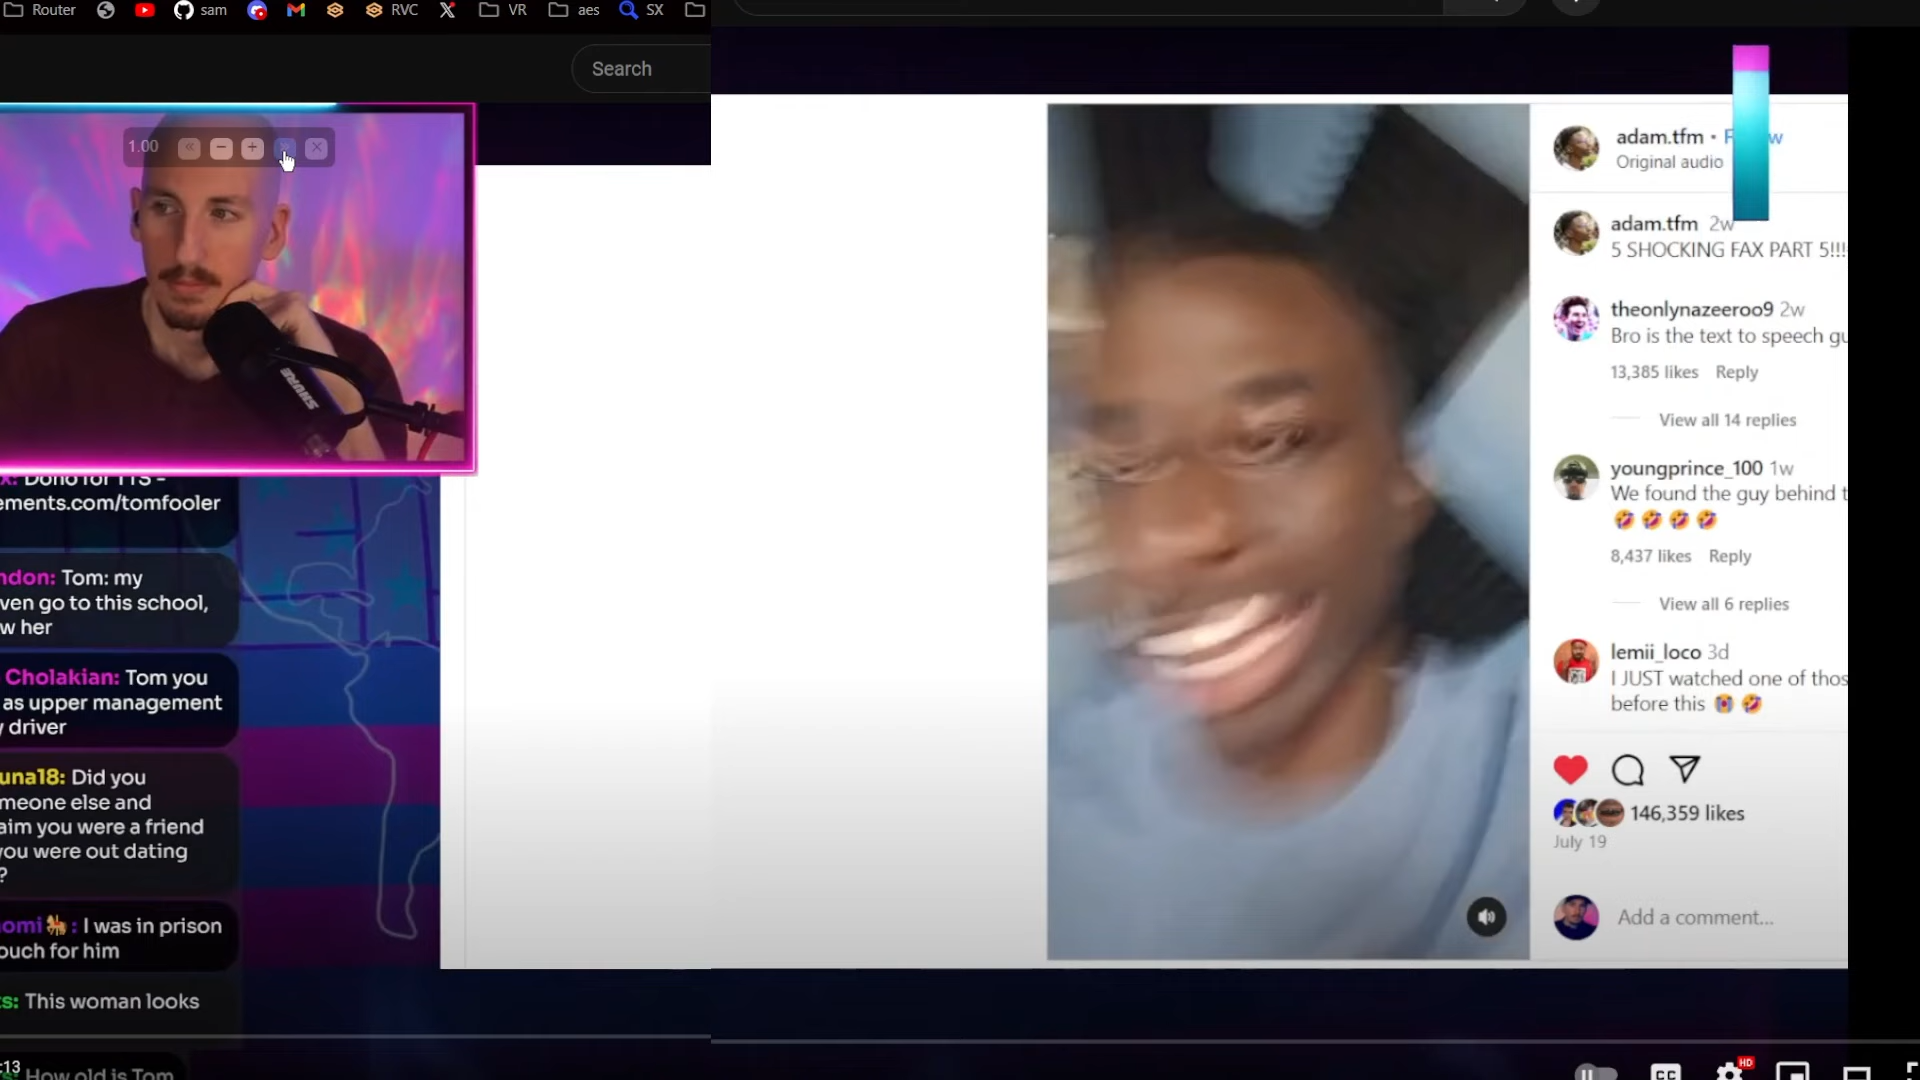 Router
sam
RVC
VR
aes
SX
Search
1.00
SHURE
ements.com/tomfooler
ndon: Tom: my
ven go to this school,
w her
Cholakian: Tom you
as upper management
driver
una18: Did you
meone else and
aim you were a friend
you were out dating
?
omi : I was in prison
ouch for him
s: This woman looks
:13
How old is Tom
adam.tfm •
Original audio
adam.tfm 2w
5 SHOCKING FAX PART 5!!!
theonlynazeeroo9 2w
Bro is the text to speech gu
13,385 likes Reply
View all 14 replies
youngprince_100 1w
We found the guy behind t
🤣 🤣 🤣 🤣
8,437 likes Reply
View all 6 replies
lemii_loco 3d
I JUST watched one of thos
before this 😭 🤣
146,359 likes
July 19
Add a comment...
HD
CC